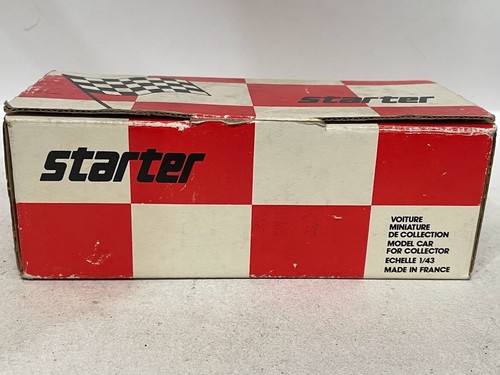 starter
starter
VOITURE
MINIATURE
DE COLLECTION
MODEL CAR
FOR COLLECTOR
ECHELLE 1/43
MADE IN FRANCE